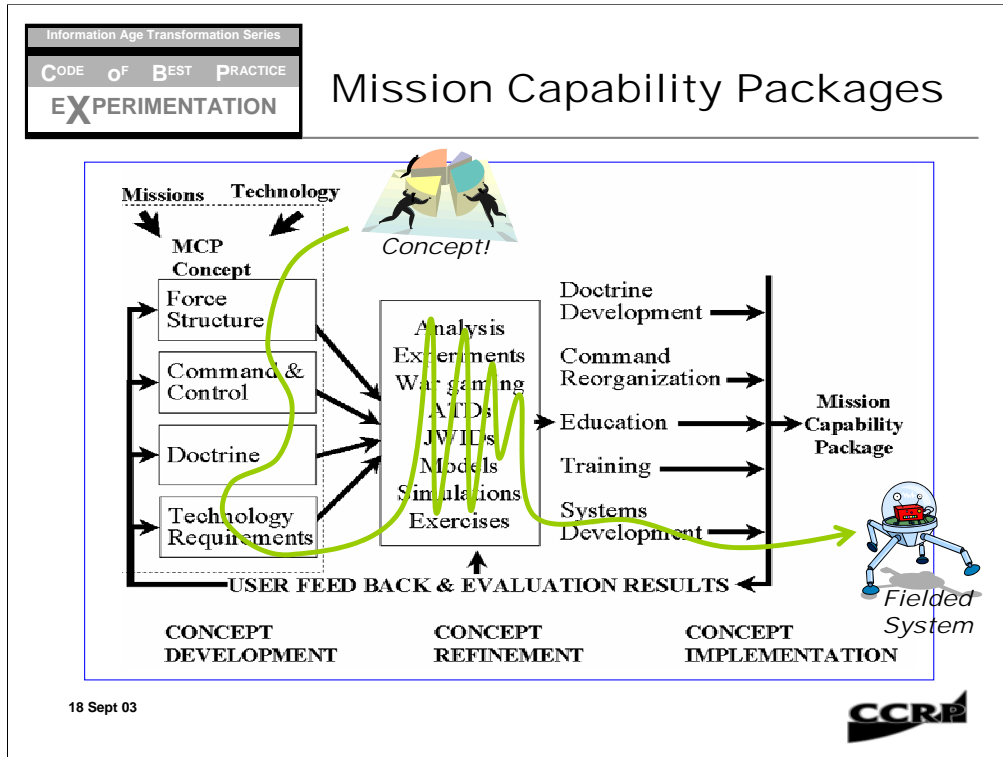 Information Age Transformation Series
CODE OF BEST PRACTICE
EXPERIMENTATION
Mission Capability Packages
Missions
Technology
Concept!
MCP
Concept
Force
Structure
Command &
Control
Doctrine
Technology
Requirements
Analysis
Experiments
War gaming
ATDs
JWIDs
Models
Simulations
Exercises
Doctrine
Development
Command
Reorganization
Education
Training
Systems
Development
Mission
Capability
Package
USER FEED BACK & EVALUATION RESULTS
Fielded
System
CONCEPT
DEVELOPMENT
CONCEPT
REFINEMENT
CONCEPT
IMPLEMENTATION
18 Sept 03
CCRP